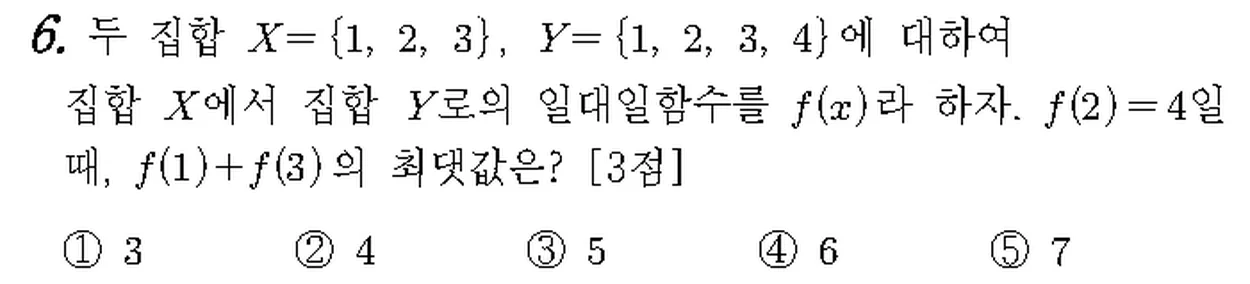 6. 두 집합 X={1, 2, 3}, Y={1, 2, 3, 4}에 대하여
집합 X에서 집합 Y로의 일대일함수를 f(x)라 하자. f(2)=4일
때, f(1)+f(3)의 최댓값은? [3점]
① 3 ② 4 ③ 5 ④ 6 ⑤ 7